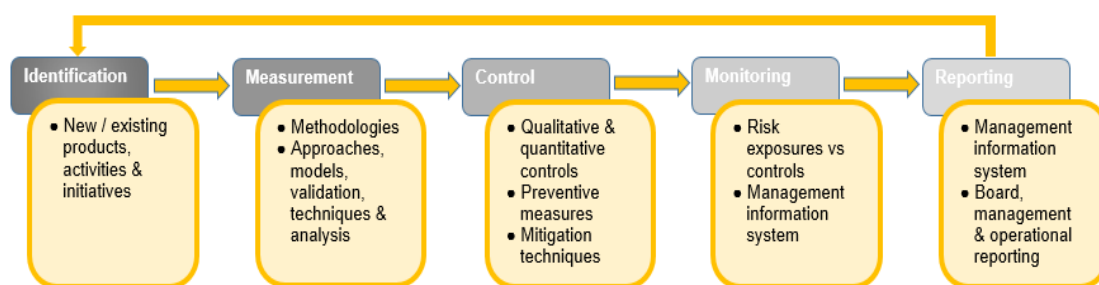 Identification
● New / existing
products,
activities &
initiatives
Measurement
● Methodologies
● Approaches,
models,
validation,
techniques &
analysis
Control
● Qualitative &
quantitative
controls
● Preventive
measures
● Mitigation
techniques
Monitoring
● Risk
exposures vs
controls
● Management
information
system
Reporting
● Management
information
system
● Board,
management
& operational
reporting